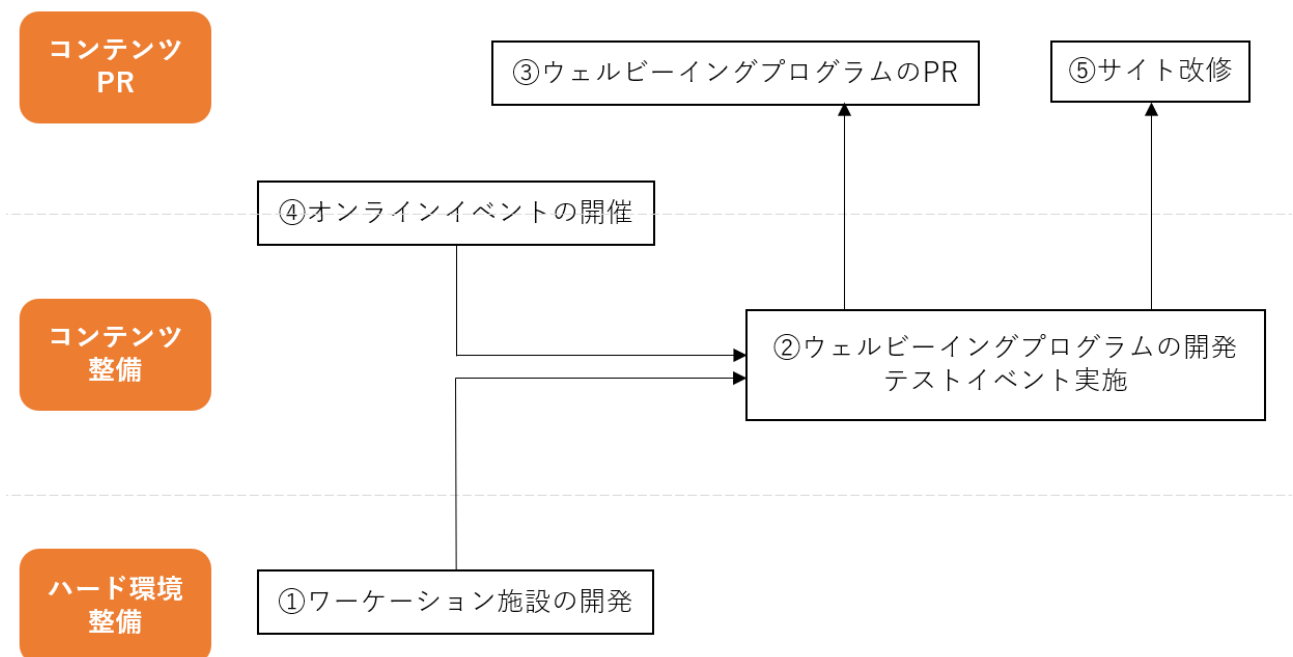 コンテンツ
PR
③ウェルビーイングプログラムのPR
⑤サイト改修
④オンラインイベントの開催
コンテンツ
整備
②ウェルビーイングプログラムの開発
テストイベント実施
ハード環境
整備
①ワーケーション施設の開発